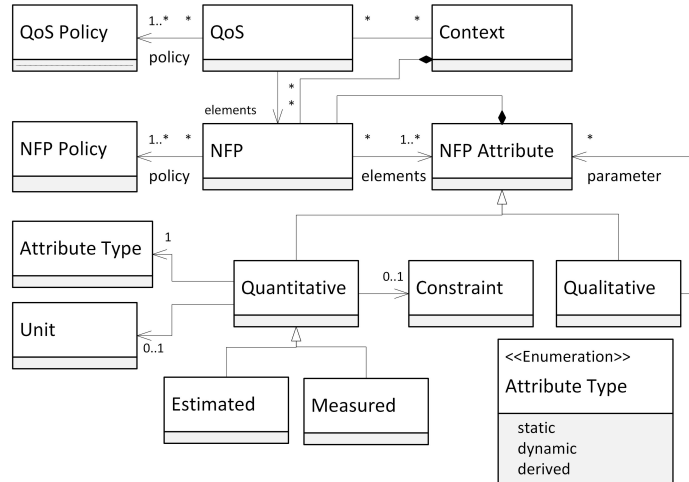 QoS Policy
1..*
*
policy
QoS
*
*
Context
*
*
elements
NFP Policy
1..*
*
policy
NFP
*
1..*
elements
NFP Attribute
*
parameter
Attribute Type
1
Quantitative
0..1
Constraint
Qualitative
Unit
0..1
Estimated
Measured
<<Enumeration>>
Attribute Type
static
dynamic
derived